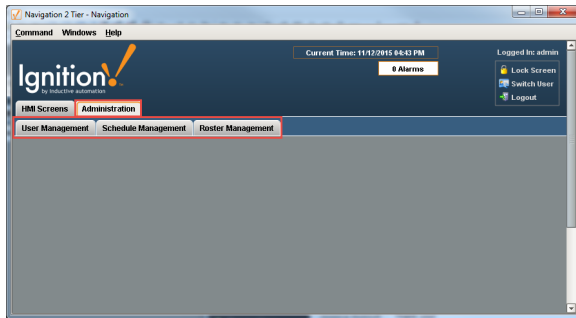 Navigation 2 Tier - Navigation
Command Windows Help
Current Time: 11/12/2015 04:43 PM
Logged In: admin
0 Alarms
Lock Screen
Switch User
Logout
Ignition!
by inductive automation
HMI Screens Administration
User Management Schedule Management Roster Management